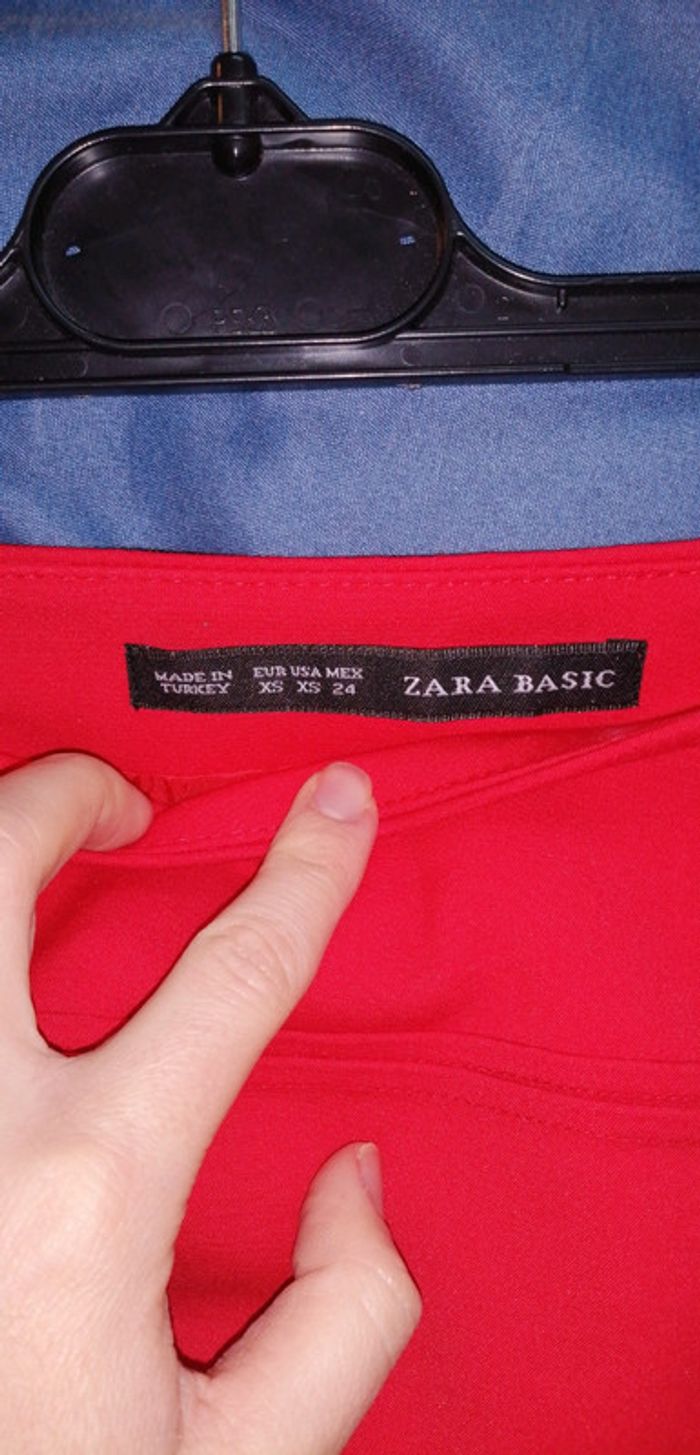 MADE IN
TURKEY
EUR USA MEX
XS XS 24
ZARA BASIC